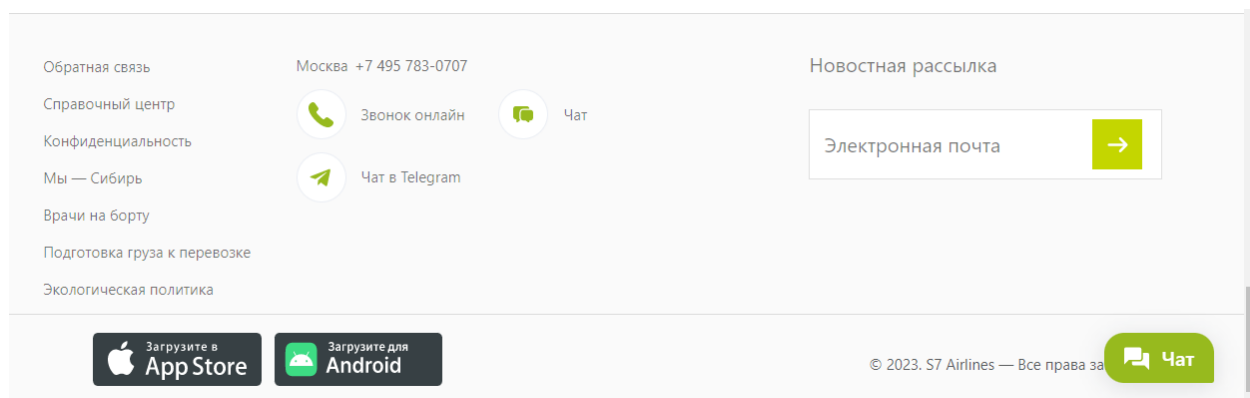 Обратная связь
Справочный центр
Конфиденциальность
Мы — Сибирь
Врачи на борту
Подготовка груза к перевозке
Экологическая политика
Москва +7 495 783-0707
Звонок онлайн
Чат
Чат в Telegram
Новостная рассылка
Электронная почта
Загрузите в
App Store
Загрузите для
Android
© 2023. S7 Airlines — Все права за
Чат